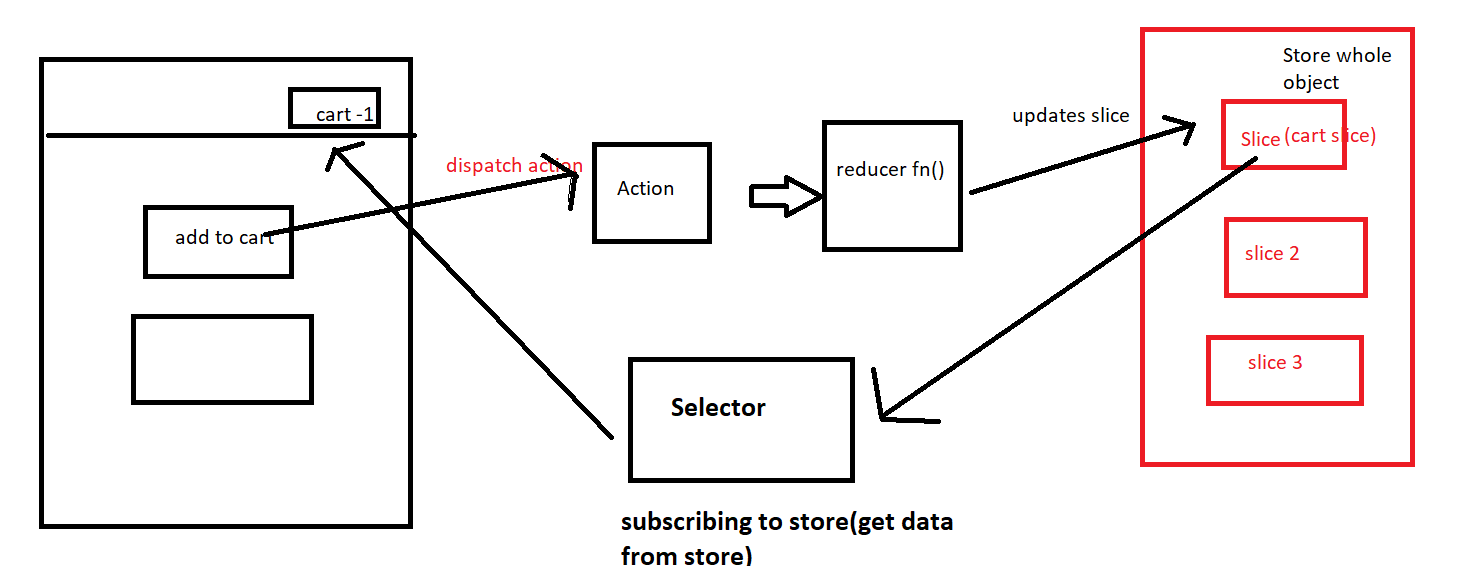 cart -1
add to cart
dispatch action
Action
reducer fn()
updates slice
Store whole
object
Slice (cart slice)
slice 2
slice 3
Selector
subscribing to store(get data
from store)